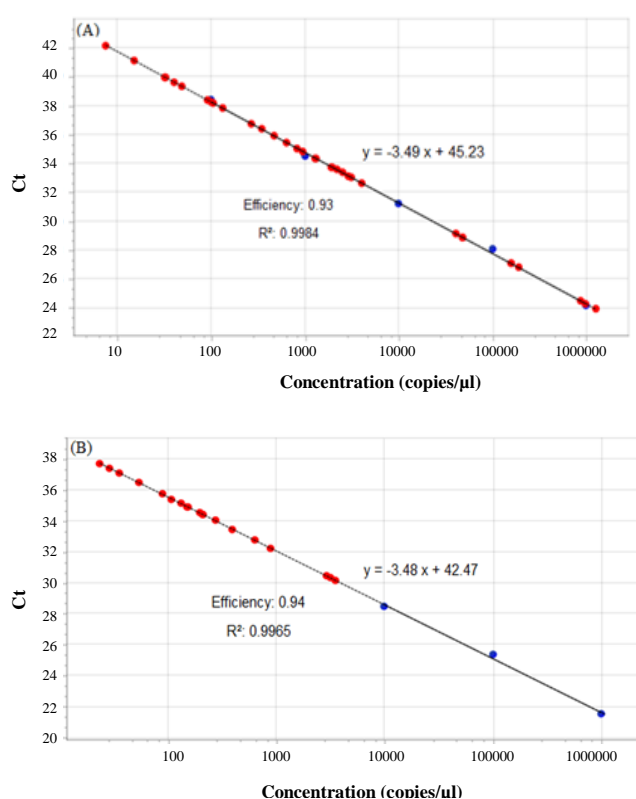 (A)
42
40
38
36
34
32
30
28
26
24
22
Ct
y = -3.49 x + 45.23
Efficiency: 0.93
R²: 0.9984
10 100 1000 10000 100000 1000000
Concentration (copies/µl)
(B)
38
36
34
32
30
28
26
24
22
20
Ct
y = -3.48 x + 42.47
Efficiency: 0.94
R²: 0.9965
100 1000 10000 100000 1000000
Concentration (copies/µl)